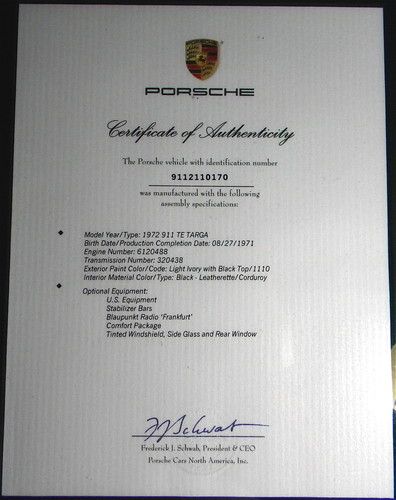 PORSCHE
Certificate of Authenticity
The Porsche vehicle with identification number
9112110170
was manufactured with the following
assembly specifications:
Model Year/Type: 1972 911 TE TARGA
Birth Date/Production Completion Date: 08/27/1971
Engine Number: 6120488
Transmission Number: 320438
Exterior Paint Color/Code: Light Ivory with Black Top/1110
Interior Material Color/Type: Black - Leatherette/Corduroy
Optional Equipment:
U.S. Equipment
Stabilizer Bars
Blaupunkt Radio 'Frankfurt'
Comfort Package
Tinted Windshield, Side Glass and Rear Window
Frederick J. Schwab, President & CEO
Porsche Cars North America, Inc.